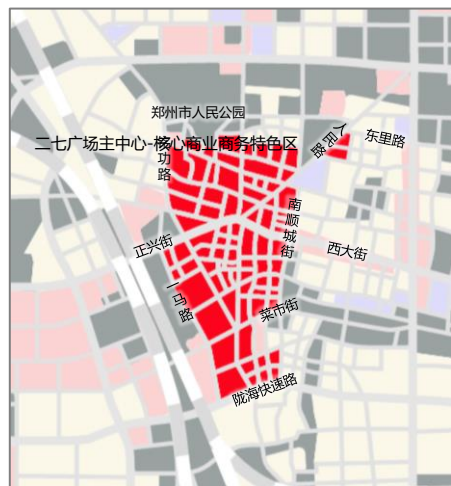 郑州市人民公园
二七广场主中心-核心商业商务特色区
人民路
东里路
功路
南顺城街
正兴街
西大街
一马路
菜市街
陇海快速路